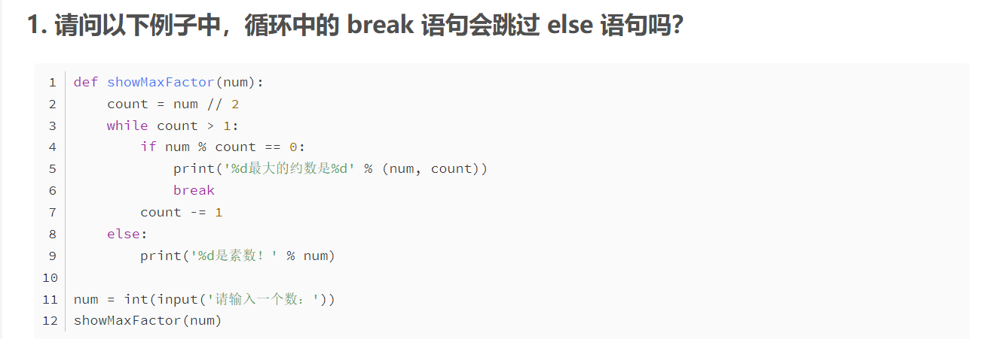 1. 请问以下例子中，循环中的 break 语句会跳过 else 语句吗？
1 def showMaxFactor(num):
2     count = num // 2
3     while count > 1:
4         if num % count == 0:
5             print('%d最大的约数是%d' % (num, count))
6             break
7         count -= 1
8     else:
9         print('%d是素数！' % num)
10
11 num = int(input('请输入一个数：'))
12 showMaxFactor(num)